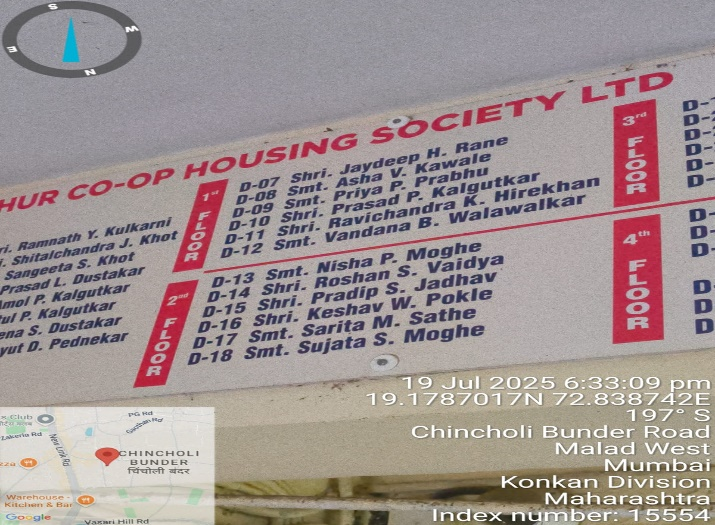 S
W
N
E
HUR CO-OP HOUSING SOCIETY LTD
ri. Ramnath Y. Kulkarni
i. Shitalchandra J. Khot
Sangeeta S. Khot
Prasad L. Dustakar
Amol P. Kalgutkar
ul P. Kalgutkar
ena S. Dustakar
yut D. Pednekar
1st FLOOR
D-07 Shri. Jaydeep H. Rane
D-08 Smt. Asha V. Kawale
D-09 Smt. Priya P. Prabhu
D-10 Shri. Prasad P. Kalgutkar
D-11 Shri. Ravichandra K. Hirekhan
D-12 Smt. Vandana B. Walawalkar
2nd FLOOR
D-13 Smt. Nisha P. Moghe
D-14 Shri. Roshan S. Vaidya
D-15 Shri. Pradip S. Jadhav
D-16 Shri. Keshav W. Pokle
D-17 Smt. Sarita M. Sathe
D-18 Smt. Sujata S. Moghe
3rd FLOOR
4th FLOOR
19 Jul 2025 6:33:09 pm
19.1787017N 72.838742E
197° S
Chincholi Bunder Road
Malad West
Mumbai
Konkan Division
Maharashtra
Index number: 15554
PG Rd
New Link Rd
Zakeria Rd
CHINCHOLI
BUNDER
चिंचोली बंदर
Warehouse -
Kitchen & Bar
Vasari Hill Rd
Google